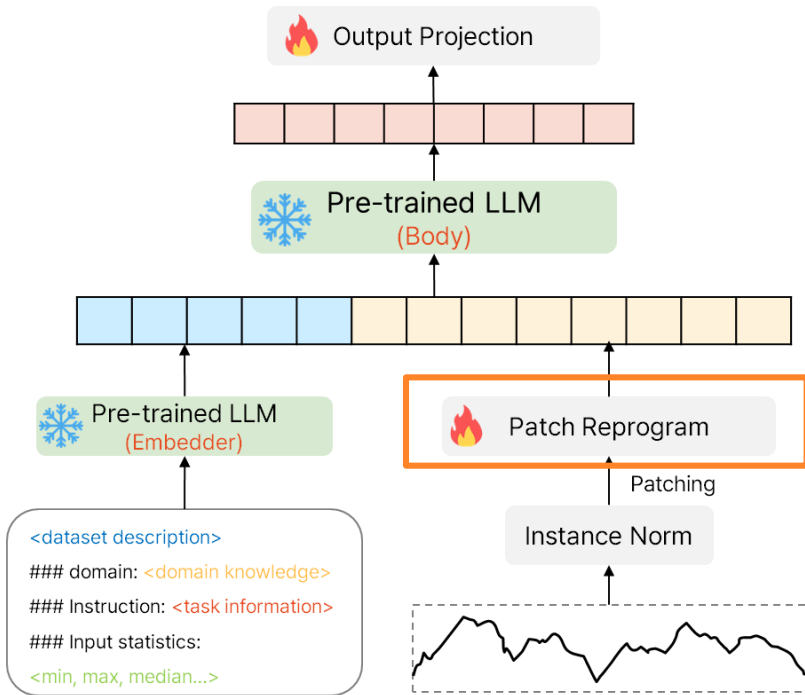 Output Projection
Pre-trained LLM
(Body)
Pre-trained LLM
(Embedder)
Patch Reprogram
Patching
Instance Norm
<dataset description>
### domain: <domain knowledge>
### Instruction: <task information>
### Input statistics:
<min, max, median...>